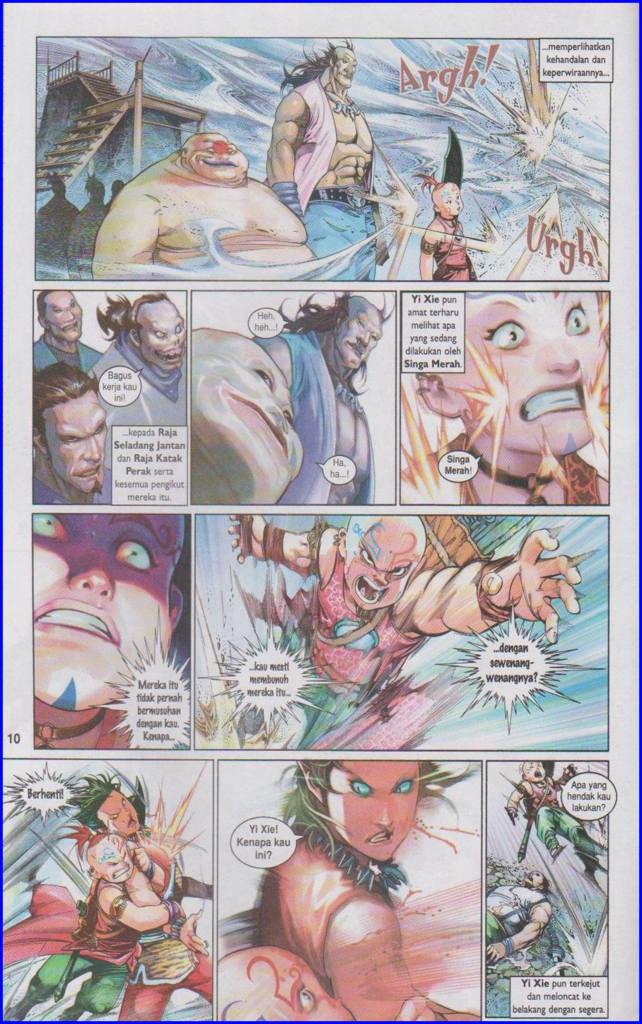 ...memperlihatkan
kehandalan dan
keperwiraannya...
Argh!
Urgh!
Bagus
kerja kau
ini!
...kepada Raja
Seladang Jantan
dan Raja Katak
Perak serta
kesemua pengikut
mereka itu.
Heh,
heh...!
Ha,
ha...!
Yi Xie pun
amat terharu
melihat apa
yang sedang
dilakukan oleh
Singa Merah.
Singa
Merah!
Mereka itu
tidak pernah
bermusuhan
dengan kau.
Kenapa...
...kau mesti
membunuh
mereka itu...
...dengan
sewenang-
wenangnya?
10
Berhenti!
Yi Xie!
Kenapa kau
ini?
Apa yang
hendak kau
lakukan?
Yi Xie pun terkejut
dan meloncat ke
belakang dengan segera.